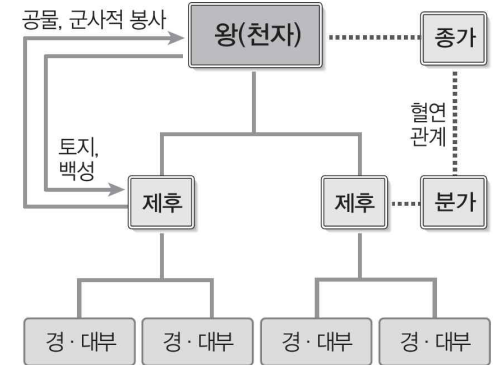 공물, 군사적 봉사
왕(천자)
종가
혈연
관계
토지,
백성
제후
제후
분가
경 · 대부
경 · 대부
경 · 대부
경 · 대부